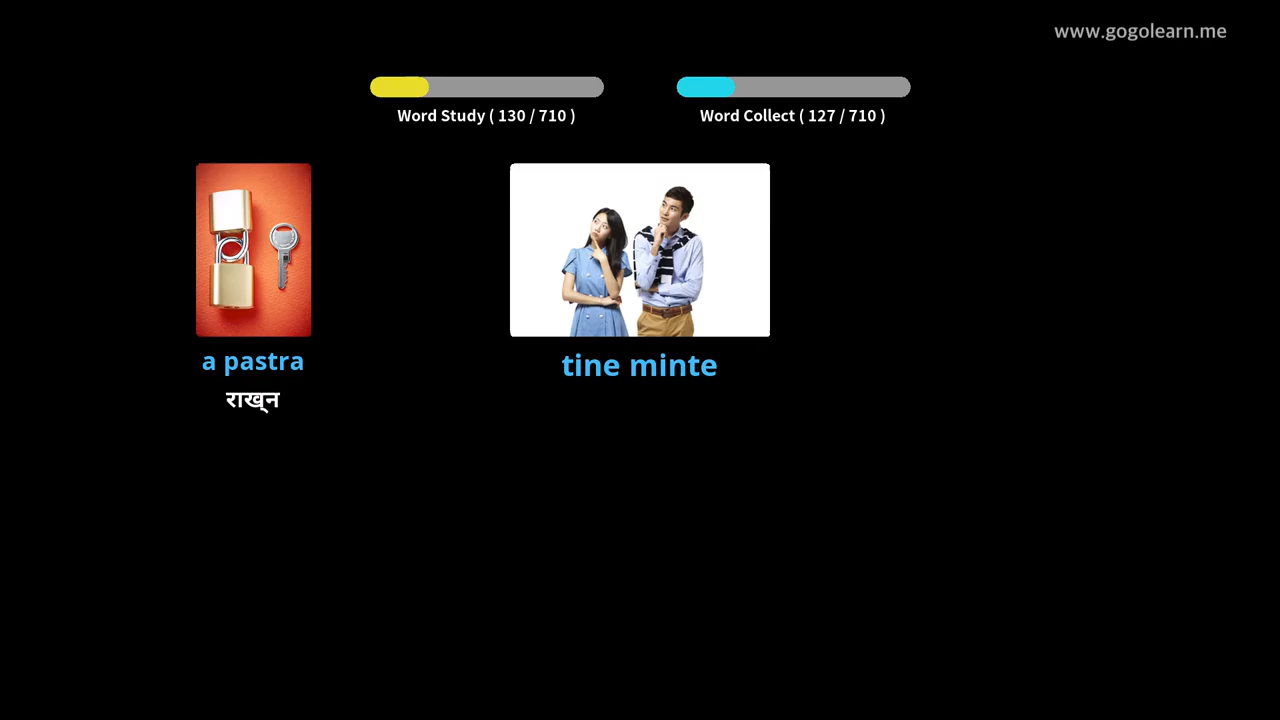 www.gogolearn.me
Word Study ( 130 / 710 )
Word Collect ( 127 / 710 )
a pastra
राख्न
tine minte